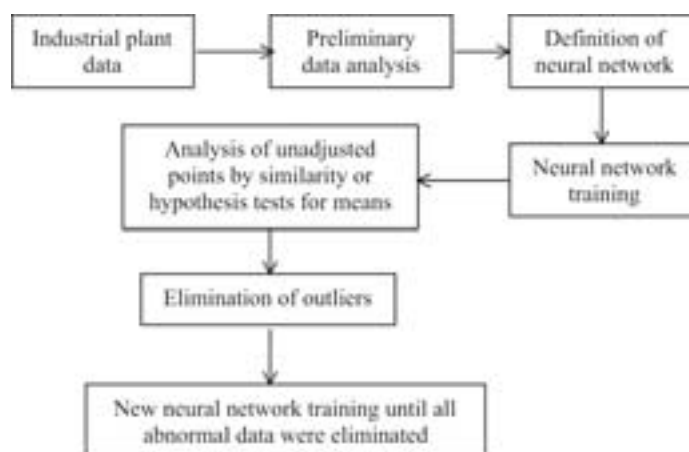 Industrial plant
data
Preliminary
data analysis
Definition of
neural network
Analysis of unadjusted
points by similarity or
hypothesis tests for means
Neural network
training
Elimination of outliers
New neural network training until all
abnormal data were eliminated